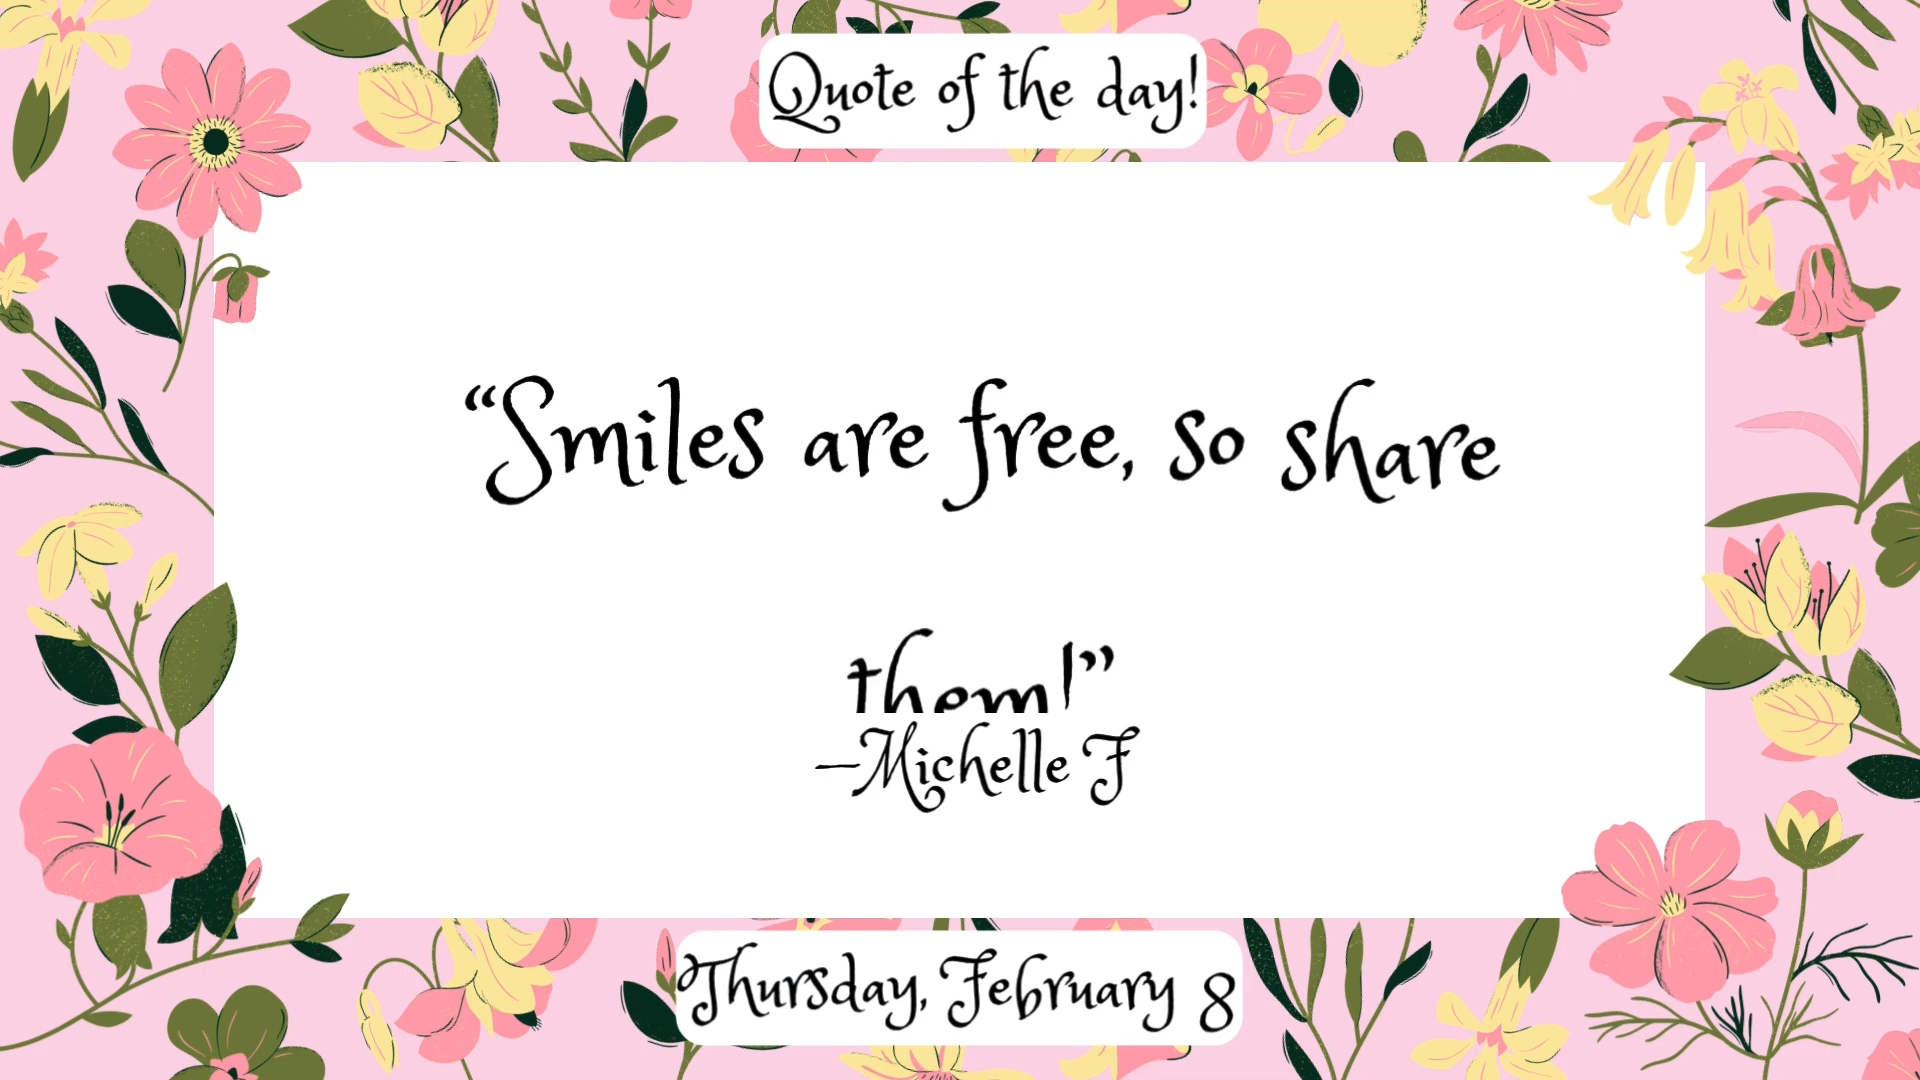 Quote of the day!
“Smiles are free, so share
them!”
—Michelle F
Thursday, February 8